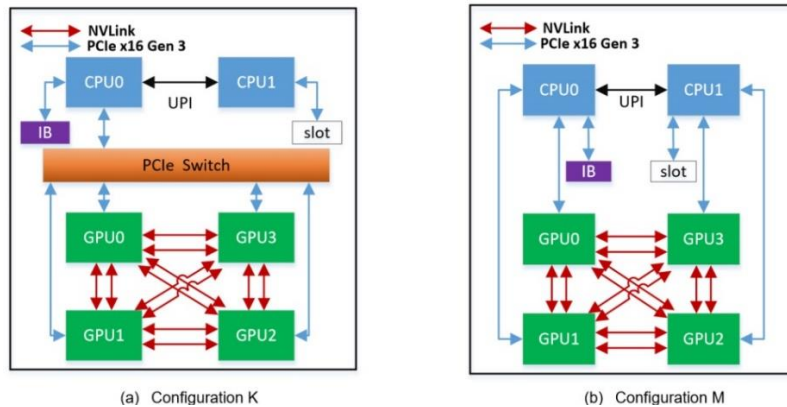 NVLink
PCIe x16 Gen 3
CPU0
CPU1
UPI
IB
slot
PCIe Switch
GPU0
GPU3
GPU1
GPU2
(a) Configuration K
NVLink
PCIe x16 Gen 3
CPU0
CPU1
UPI
IB
slot
GPU0
GPU3
GPU1
GPU2
(b) Configuration M